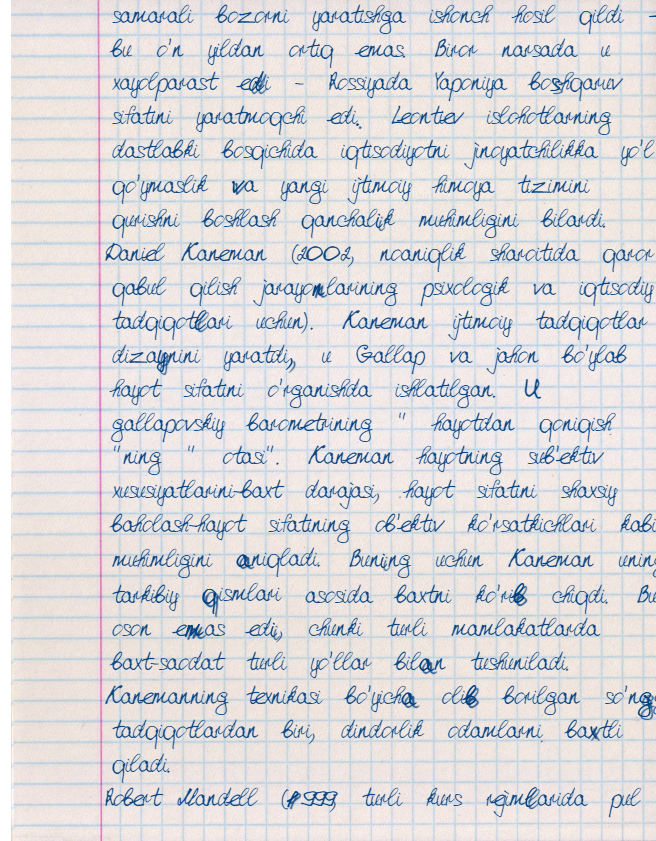 samarali bozorni yaratishga ishonch hosil qildi -
bu o'n yildan ortiq emas. Biror narsada u
xayolparast edi - Rossiyada Yaponiya boshqaruv
sifatini yaratmoqchi edi. Leontiev islohotlarning
dastlabki bosqichida iqtisodiyotni jinoyatchilikka yo'l
qo'ymaslik va yangi ijtimoiy himoya tizimini
qurishni boshlash qanchalik muhimligini bilardi.
Daniel Kaneman (2002, noaniqlik sharoitida qaror
qabul qilish jarayonlarining psixologik va iqtisodiy
tadqiqotlari uchun). Kaneman ijtimoiy tadqiqotlar
dizaynini yaratdi, u Gallap va jahon bo'ylab
hayot sifatini o'rganishda ishlatilgan. U
gallapovskiy barometrining " hayotdan qoniqish
"ning " otasi". Kaneman hayotning sub'ektiv
xususiyatlarini-baxt darajasi, hayot sifatini shaxsiy
baholash-hayot sifatining ob'ektiv ko'rsatkichlari kabi
muhimligini aniqladi. Buning uchun Kaneman uning
tarkibiy qismlari asosida baxtni ko'rib chiqdi. Bu
oson emas edi, chunki turli mamlakatlarda
baxt-saodat turli yo'llar bilan tushuniladi.
Kanemanning texnikasi bo'yicha olib borilgan so'ngg
tadqiqotlardan biri, dindorlik odamlarni baxtli
qiladi.
Robert Mandell (1999, turli kurs rejimlarida pul